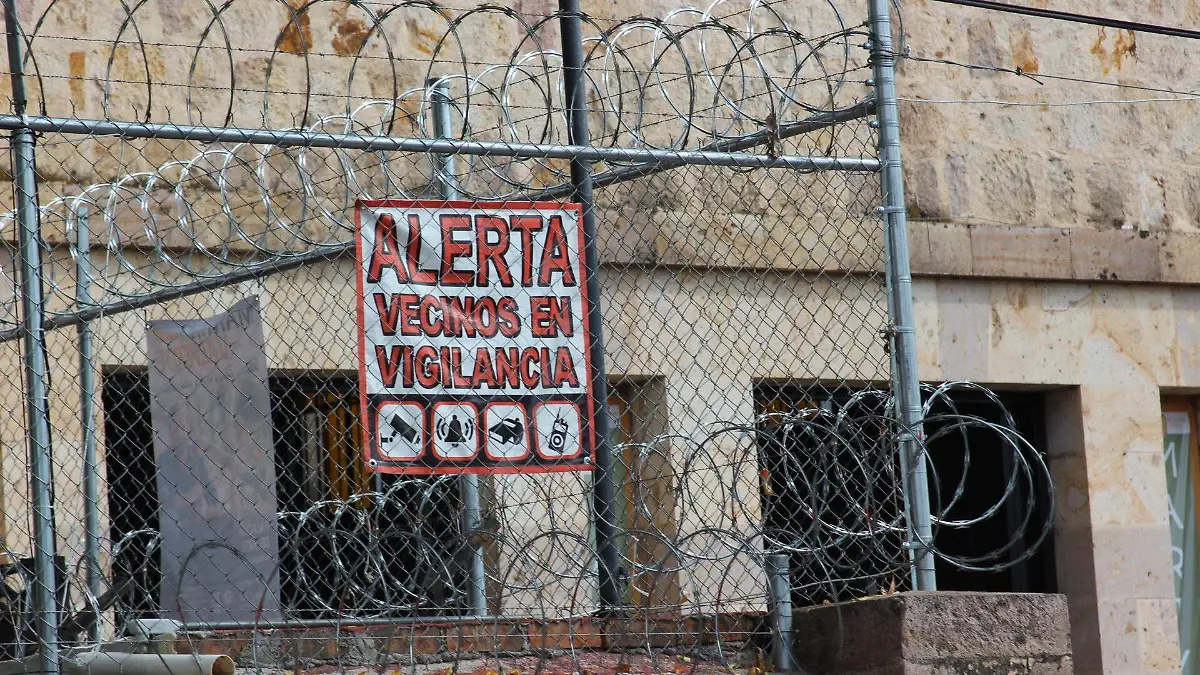 ALERTA
VECINOS EN
VIGILANCIA
M
A
R